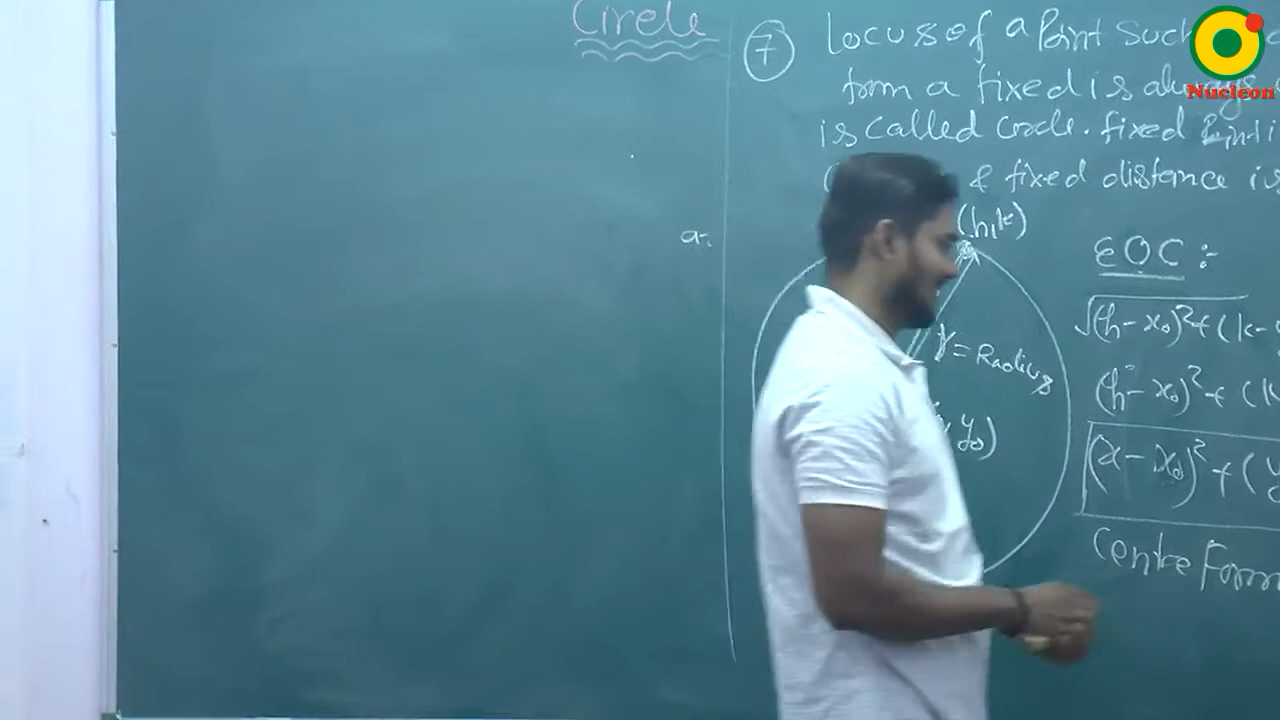 Circle
7 Locus of a Point Such
from a fixed is always
is called circle. fixed Point i
& fixed distance is
(h,k)
a-
EOC :-
√(h-x₀)²+(k-
r = Radius
(h-x₀)²+(k
y₀)
(x-x₀)²+(y
Centre Form
Nucleon